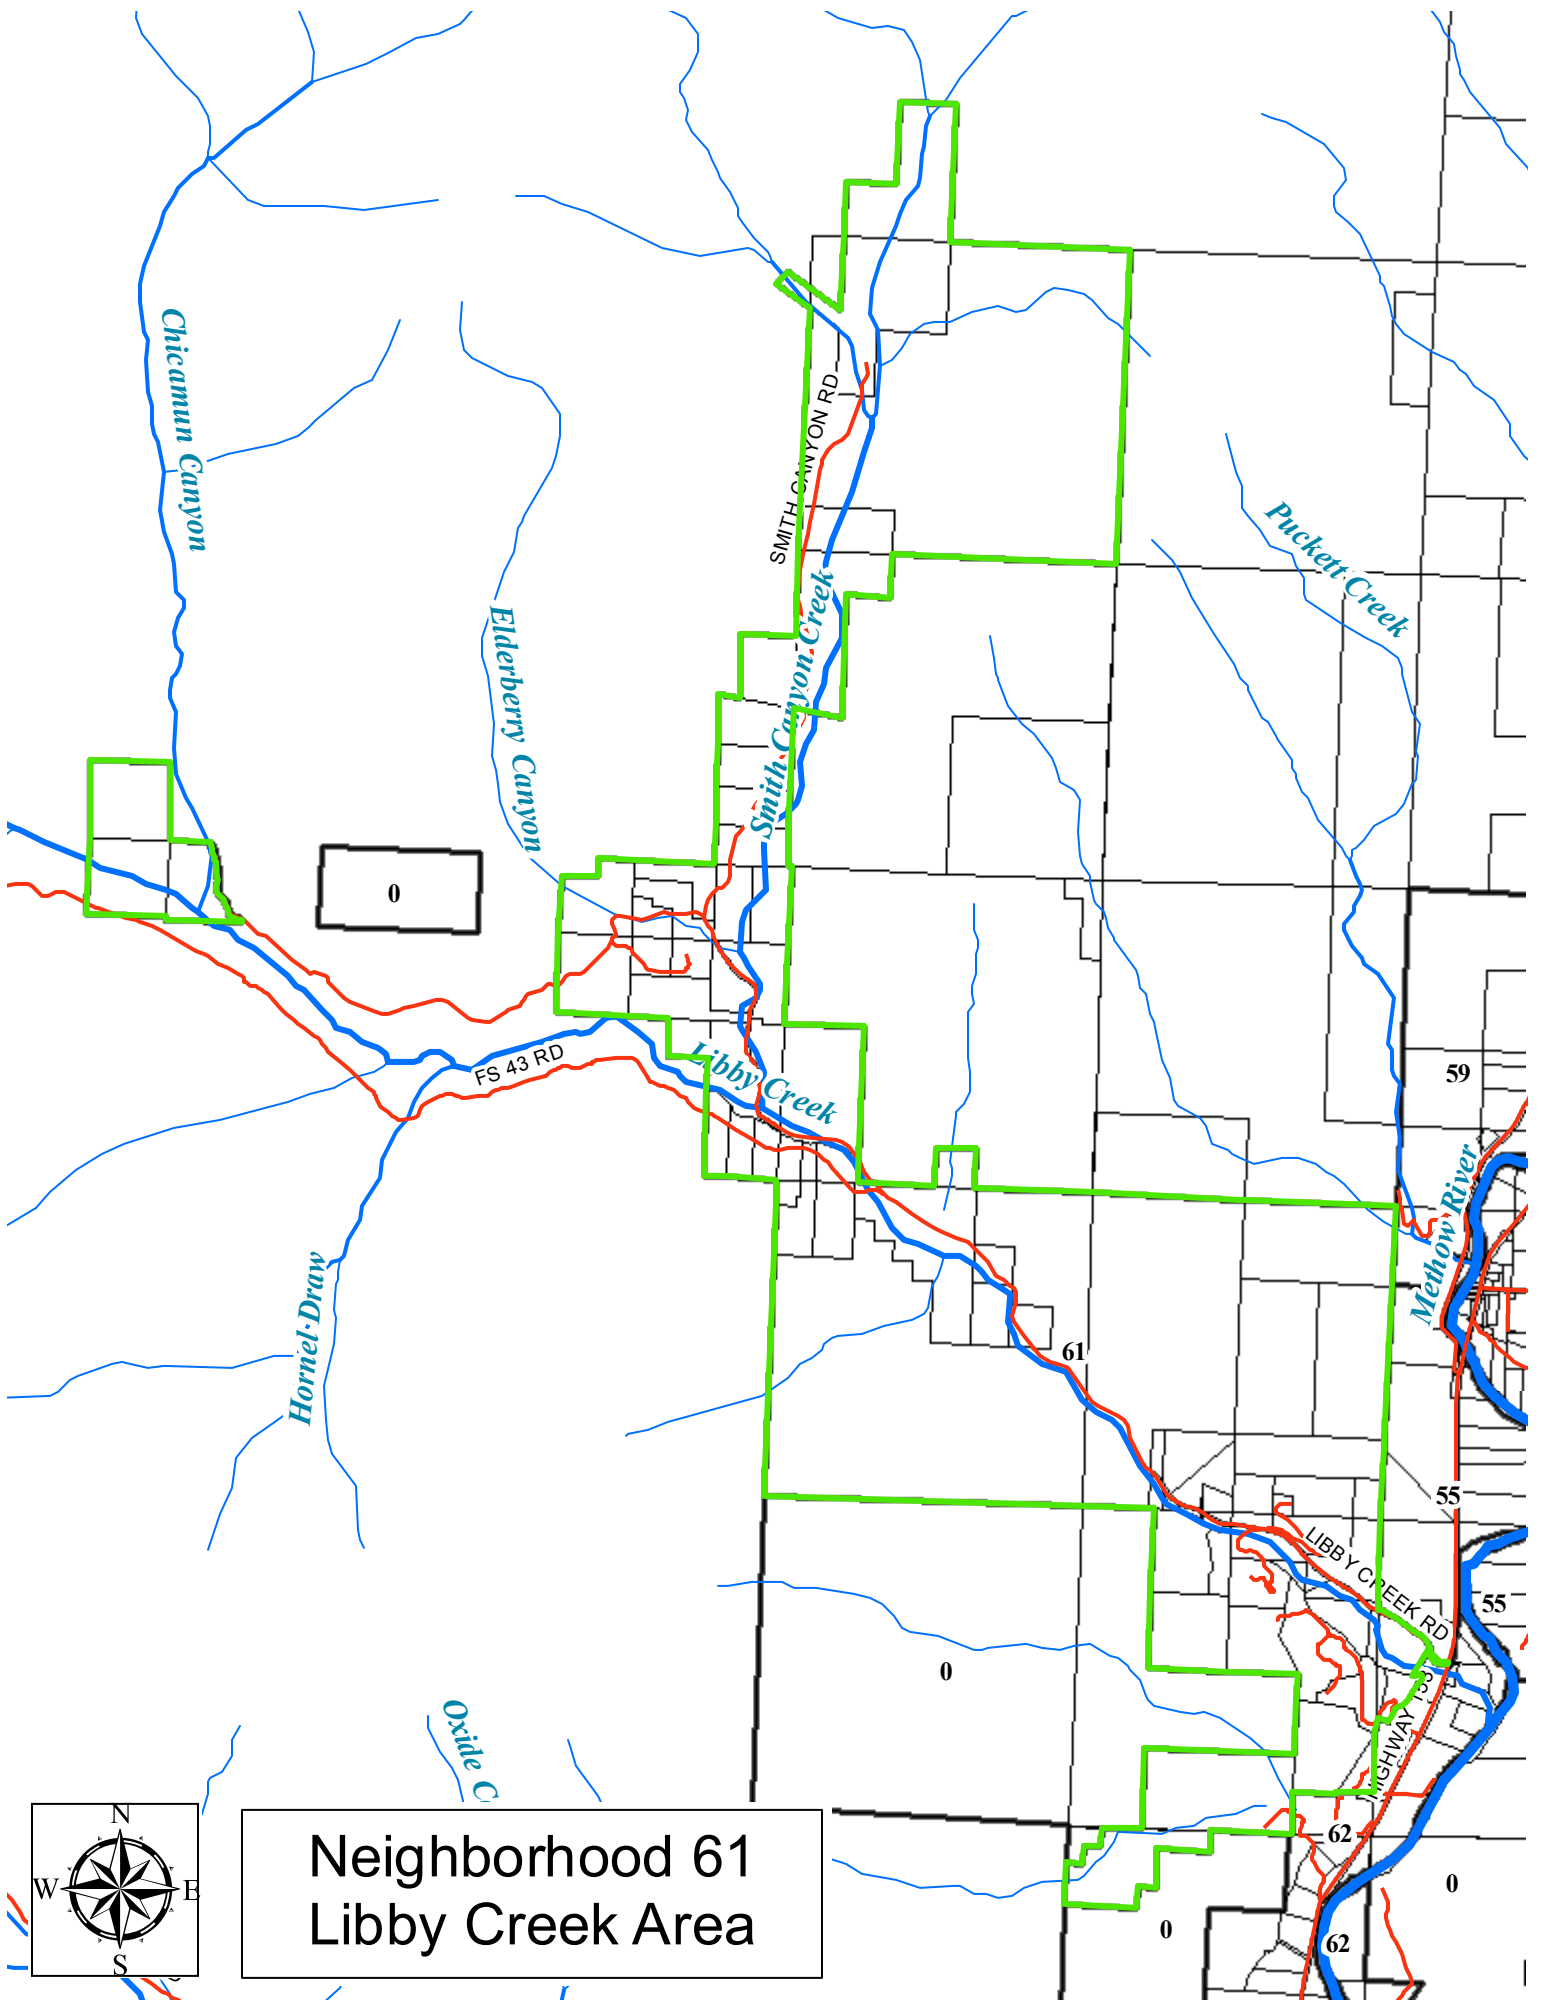 Chicamun Canyon
SMITH CANYON RD
Puckett Creek
Elderberry Canyon
Smith Canyon Creek
0
59
FS 43 RD
Libby Creek
Methow River
Hornel Draw
61
55
LIBBY CREEK RD
55
0
HIGHWAY 153
Oxide C
62
0
0
62
N
W E
S
Neighborhood 61
Libby Creek Area